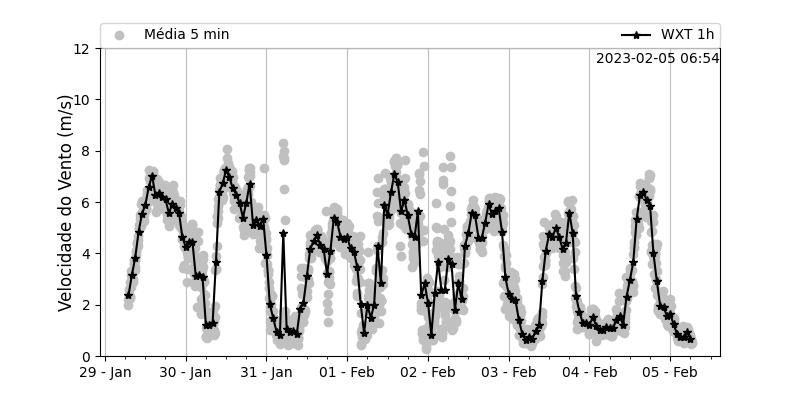 Média 5 min
WXT 1h
2023-02-05 06:54
Velocidade do Vento (m/s)
12
10
8
6
4
2
0
29 - Jan
30 - Jan
31 - Jan
01 - Feb
02 - Feb
03 - Feb
04 - Feb
05 - Feb